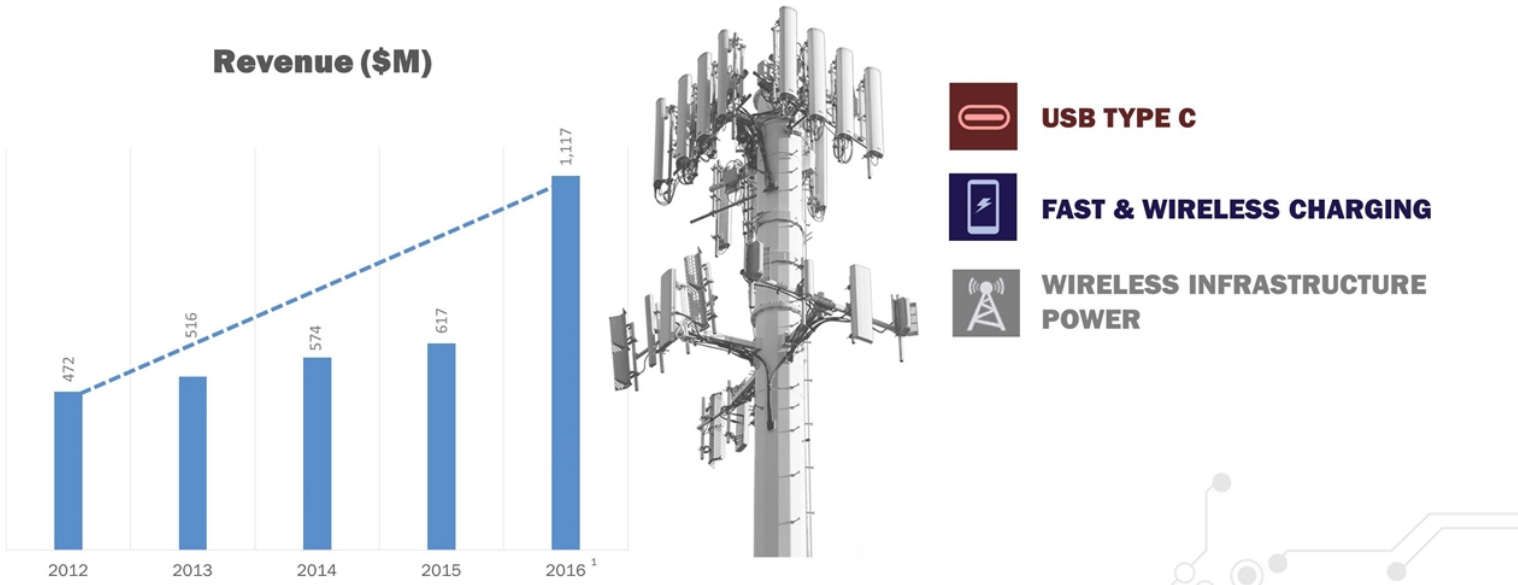 Revenue ($M)
472
516
574
617
1,117
2012
2013
2014
2015
2016 1
USB TYPE C
FAST & WIRELESS CHARGING
WIRELESS INFRASTRUCTURE
POWER